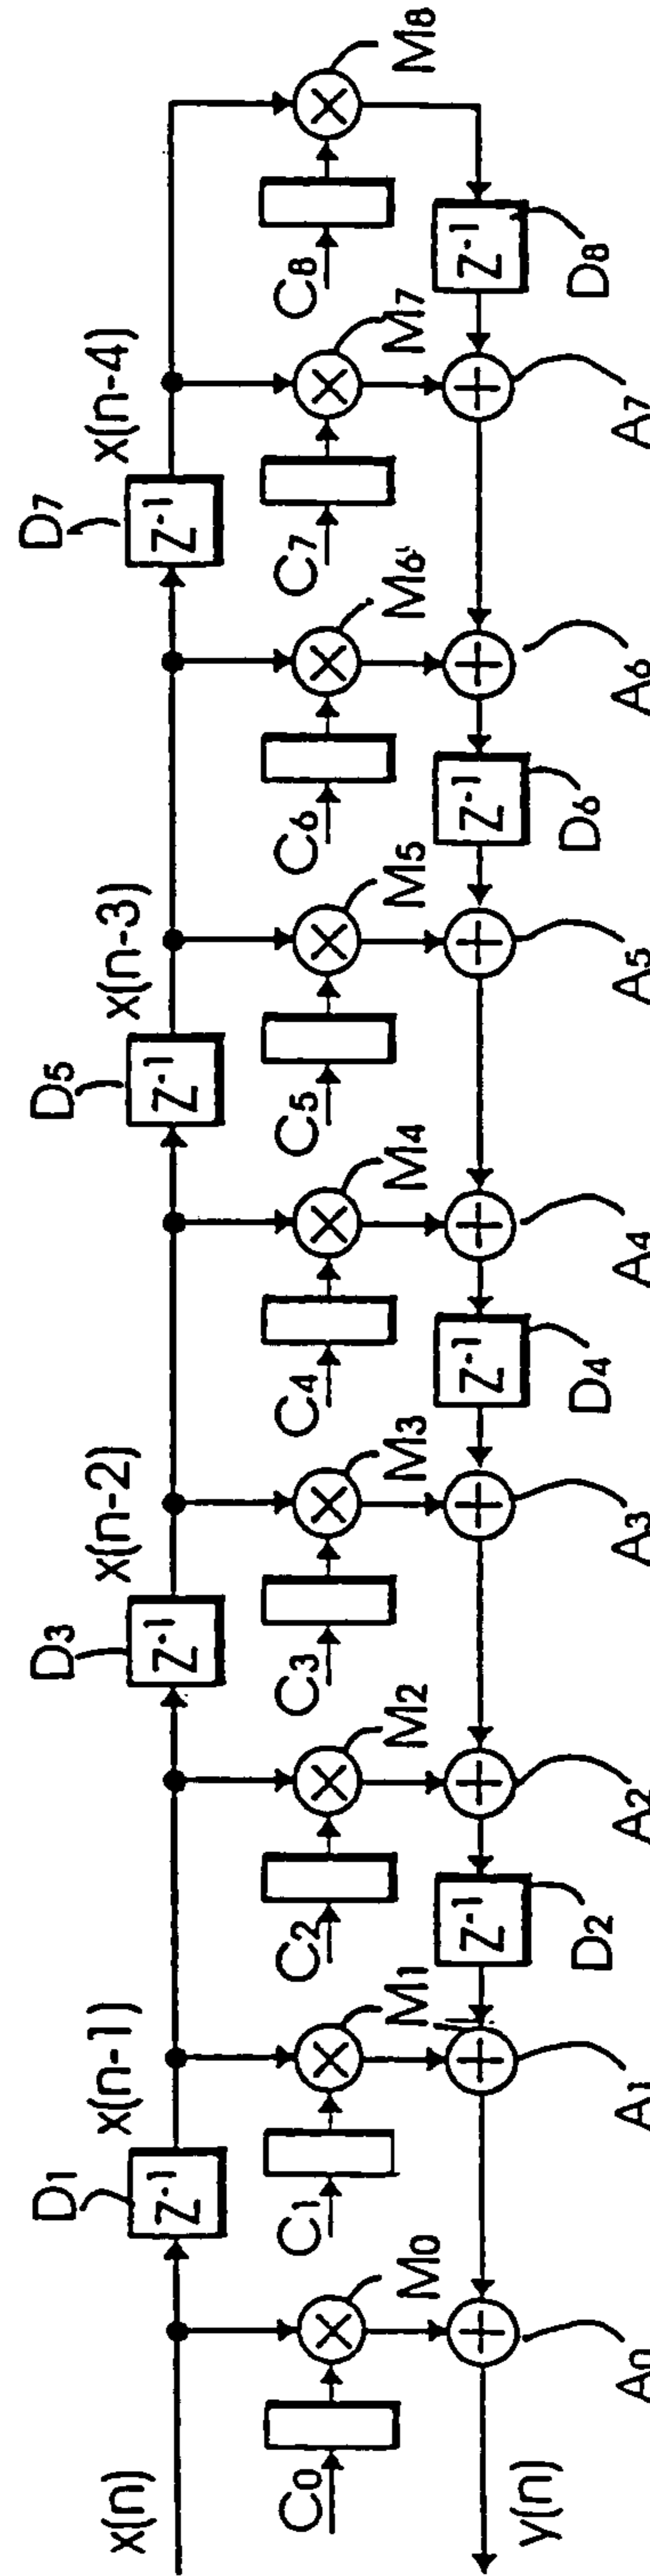 x(n) x(n-1) x(n-2) x(n-3) x(n-4)
D1 D3 D5 D7
Z-1 Z-1 Z-1 Z-1
C0 C1 C2 C3 C4 C5 C6 C7 C8
M0 M1 M2 M3 M4 M5 M6 M7 M8
Z-1 Z-1 Z-1 Z-1
y(n)
D2 D4 D6 D8
A0 A1 A2 A3 A4 A5 A6 A7